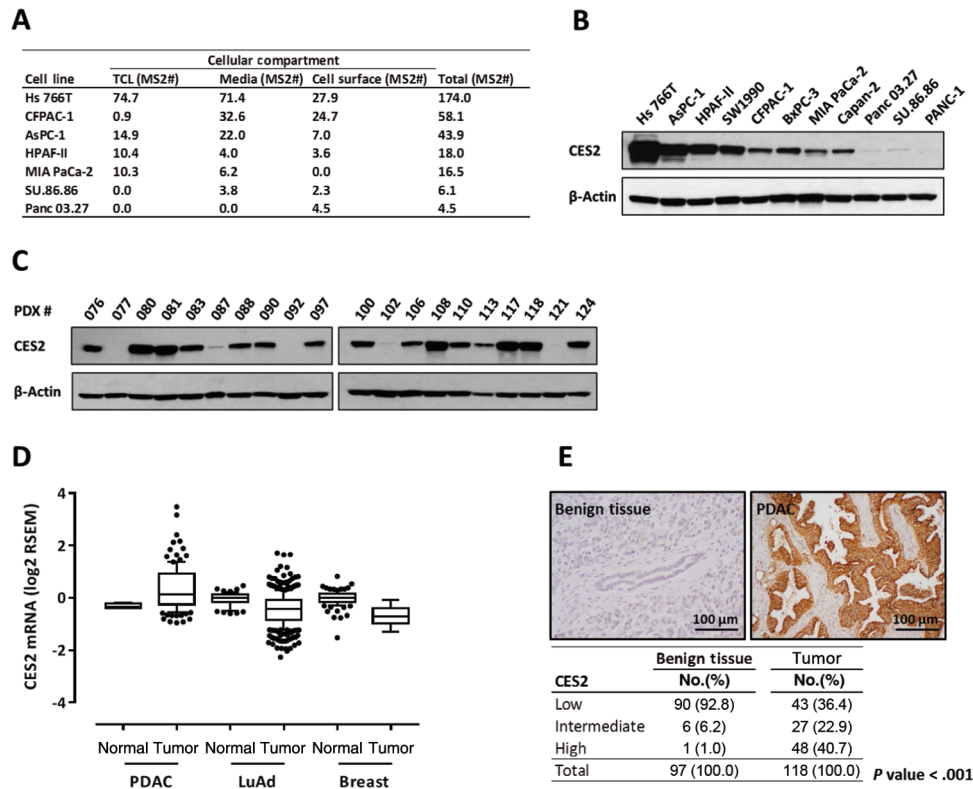 A
Cellular compartment
Cell line TCL (MS2#) Media (MS2#) Cell surface (MS2#) Total (MS2#)
Hs 766T 74.7 71.4 27.9 174.0
CFPAC-1 0.9 32.6 24.7 58.1
AsPC-1 14.9 22.0 7.0 43.9
HPAF-II 10.4 4.0 3.6 18.0
MIA PaCa-2 10.3 6.2 0.0 16.5
SU.86.86 0.0 3.8 2.3 6.1
Panc 03.27 0.0 0.0 4.5 4.5
B
Hs 766T AsPC-1 HPAF-II SW1990 CFPAC-1 BxPC-3 MIA PaCa-2 Capan-2 Panc 03.27 SU.86.86 PANC-1
CES2
β-Actin
C
PDX # 076 077 080 081 083 087 088 090 092 097 100 102 106 108 110 113 117 118 121 124
CES2
β-Actin
D
CES2 mRNA (log2 RSEM)
4
2
0
-2
-4
Normal Tumor Normal Tumor Normal Tumor
PDAC LuAd Breast
E
Benign tissue PDAC
100 µm 100 µm
Benign tissue Tumor
CES2 No.(%) No.(%)
Low 90 (92.8) 43 (36.4)
Intermediate 6 (6.2) 27 (22.9)
High 1 (1.0) 48 (40.7)
Total 97 (100.0) 118 (100.0)
P value < .001